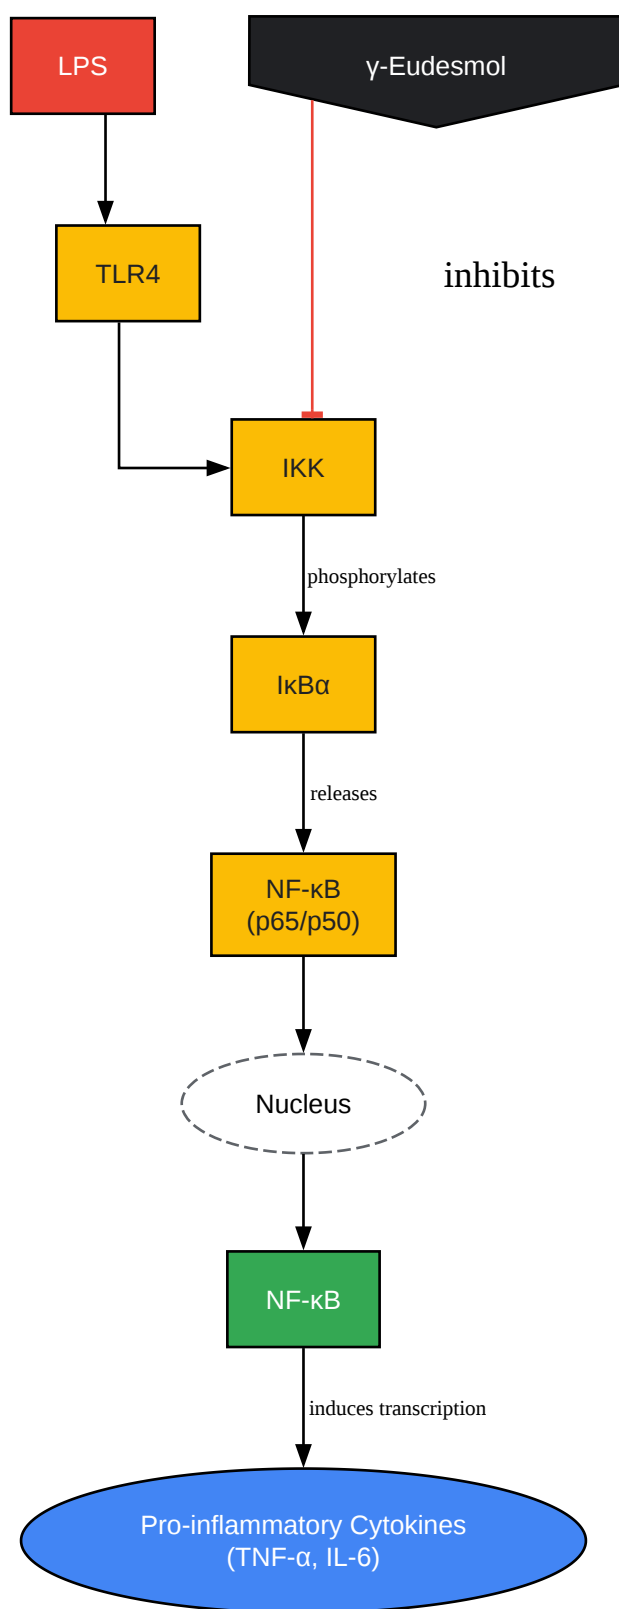 LPS
γ-Eudesmol
TLR4
inhibits
IKK
phosphorylates
IκBα
releases
NF-κB
(p65/p50)
Nucleus
NF-κB
induces transcription
Pro-inflammatory Cytokines
(TNF-α, IL-6)